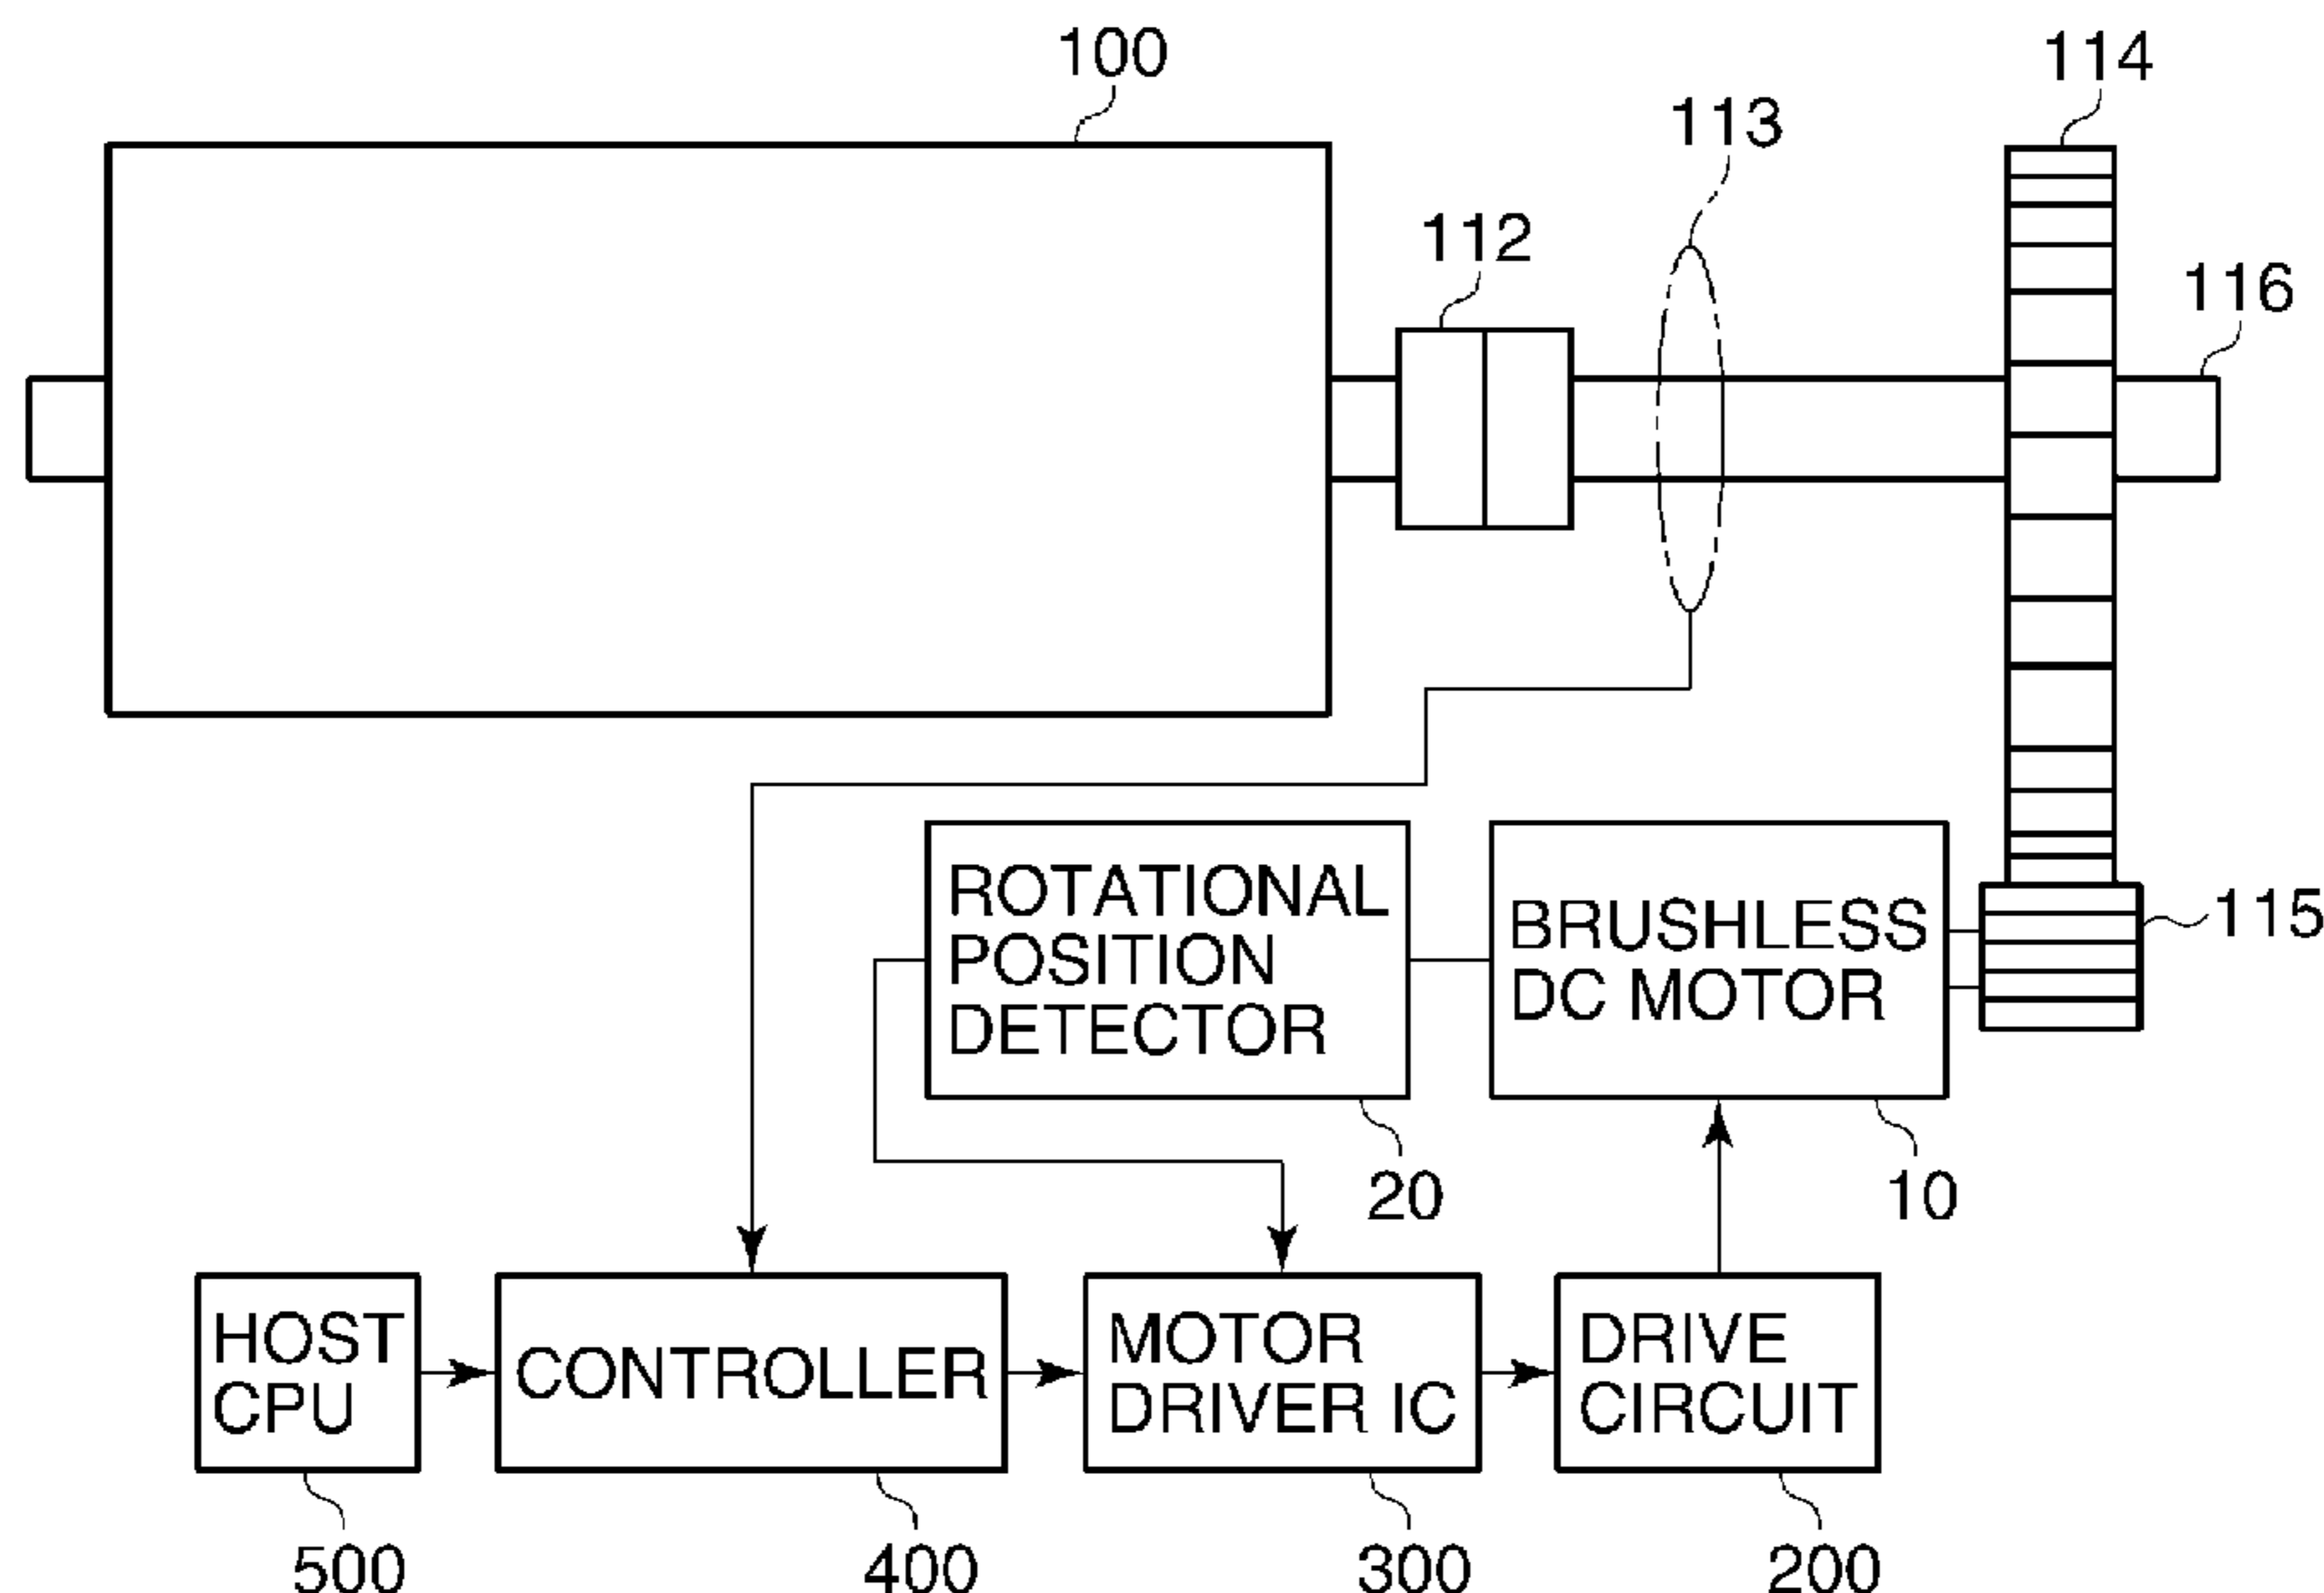 100
114
113
112
116
ROTATIONAL
POSITION
DETECTOR
BRUSHLESS
DC MOTOR
115
20
10
HOST
CPU
CONTROLLER
MOTOR
DRIVER IC
DRIVE
CIRCUIT
500
400
300
200